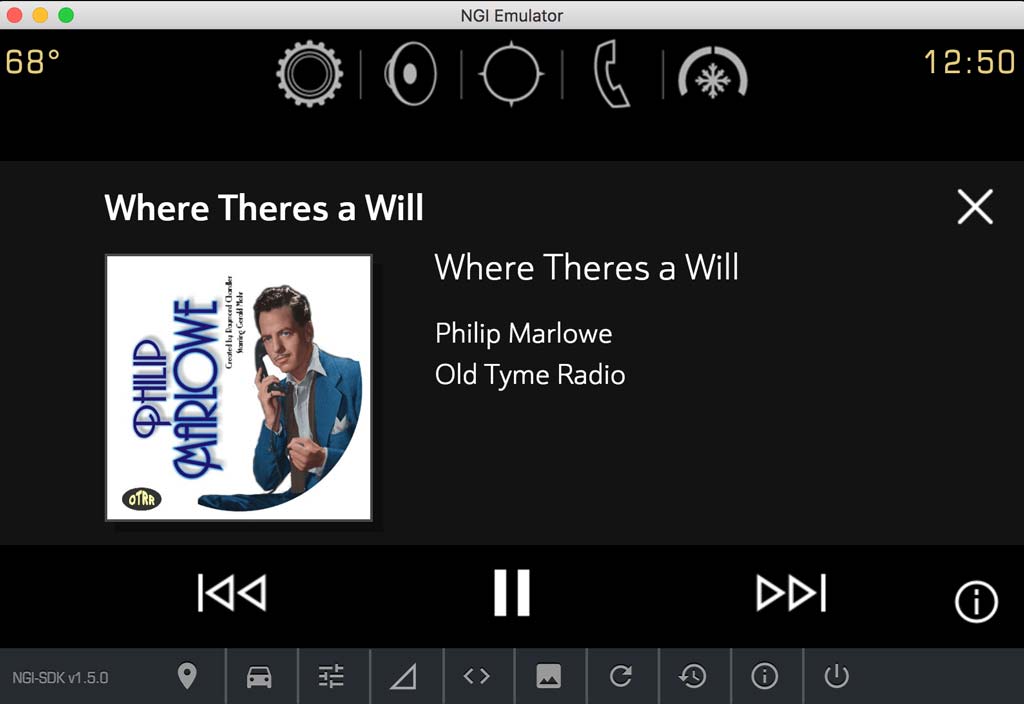 NGI Emulator
68°
12:50
Where Theres a Will
Where Theres a Will
Philip Marlowe
Old Tyme Radio
PHILIP
MARLOWE
Created by Raymond Chandler
Starring Gerald Mohr
OTRR
NGI-SDK v1.5.0